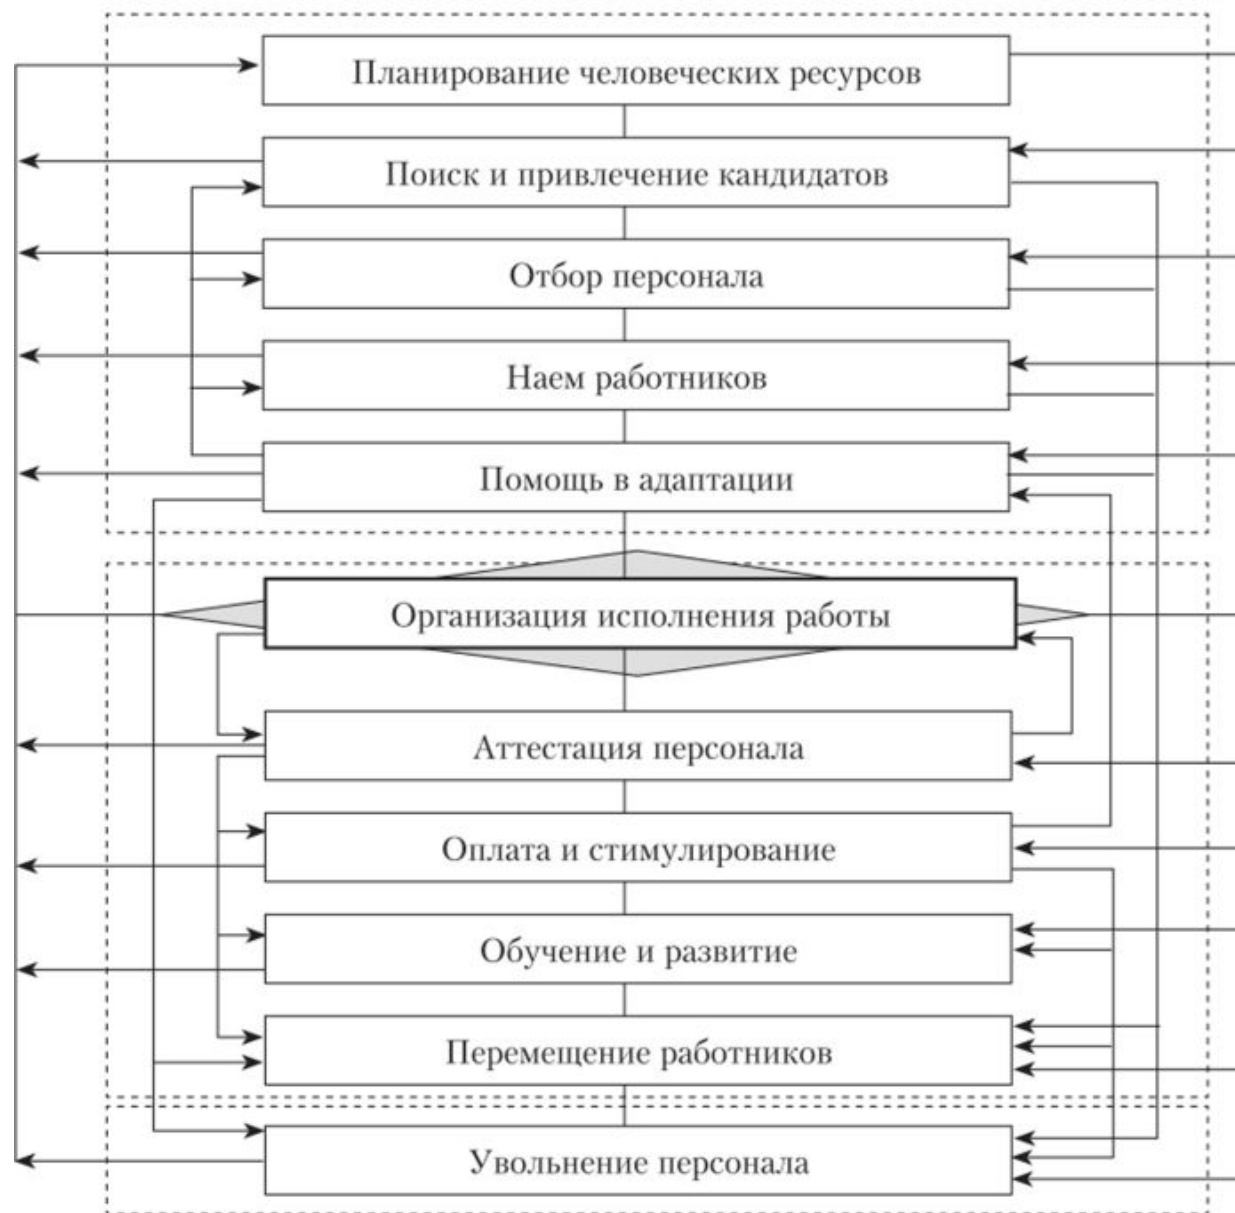 Планирование человеческих ресурсов
Поиск и привлечение кандидатов
Отбор персонала
Наем работников
Помощь в адаптации
Организация исполнения работы
Аттестация персонала
Оплата и стимулирование
Обучение и развитие
Перемещение работников
Увольнение персонала